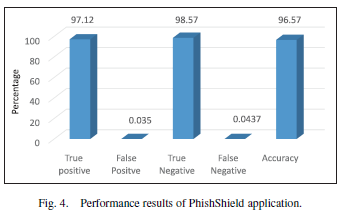 97.12
98.57
96.57
Percentage
100
80
60
40
20
0
0.035
0.0437
True positive
False Positve
True Negative
False Negative
Accuracy
Fig. 4. Performance results of PhishShield application.